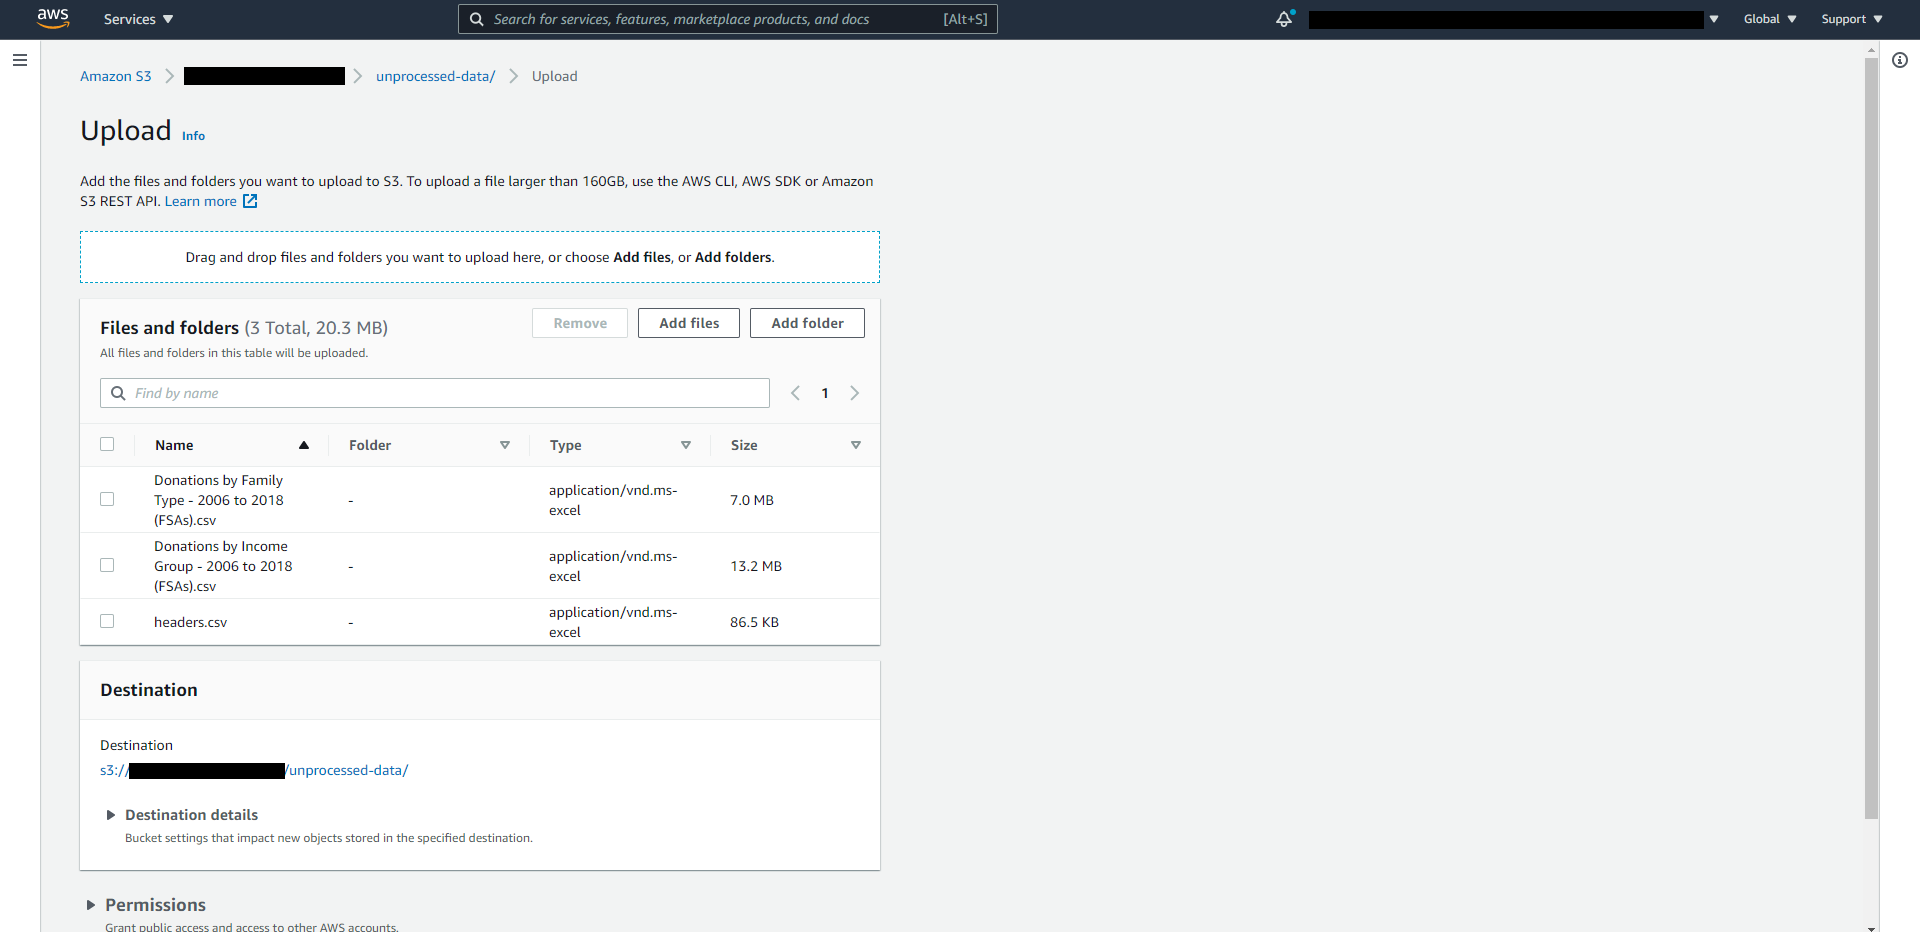 aws Services Search for services, features, marketplace products, and docs [Alt+S] Global Support
Amazon S3 unprocessed-data/ Upload
Upload Info
Add the files and folders you want to upload to S3. To upload a file larger than 160GB, use the AWS CLI, AWS SDK or Amazon
S3 REST API. Learn more
Drag and drop files and folders you want to upload here, or choose Add files, or Add folders.
Files and folders (3 Total, 20.3 MB) Remove Add files Add folder
All files and folders in this table will be uploaded.
Find by name 1
Name Folder Type Size
Donations by Family
Type - 2006 to 2018
(FSAs).csv
-
application/vnd.ms-
excel
7.0 MB
Donations by Income
Group - 2006 to 2018
(FSAs).csv
-
application/vnd.ms-
excel
13.2 MB
headers.csv
-
application/vnd.ms-
excel
86.5 KB
Destination
Destination
s3:// /unprocessed-data/
Destination details
Bucket settings that impact new objects stored in the specified destination.
Permissions
Grant public access and access to other AWS accounts.